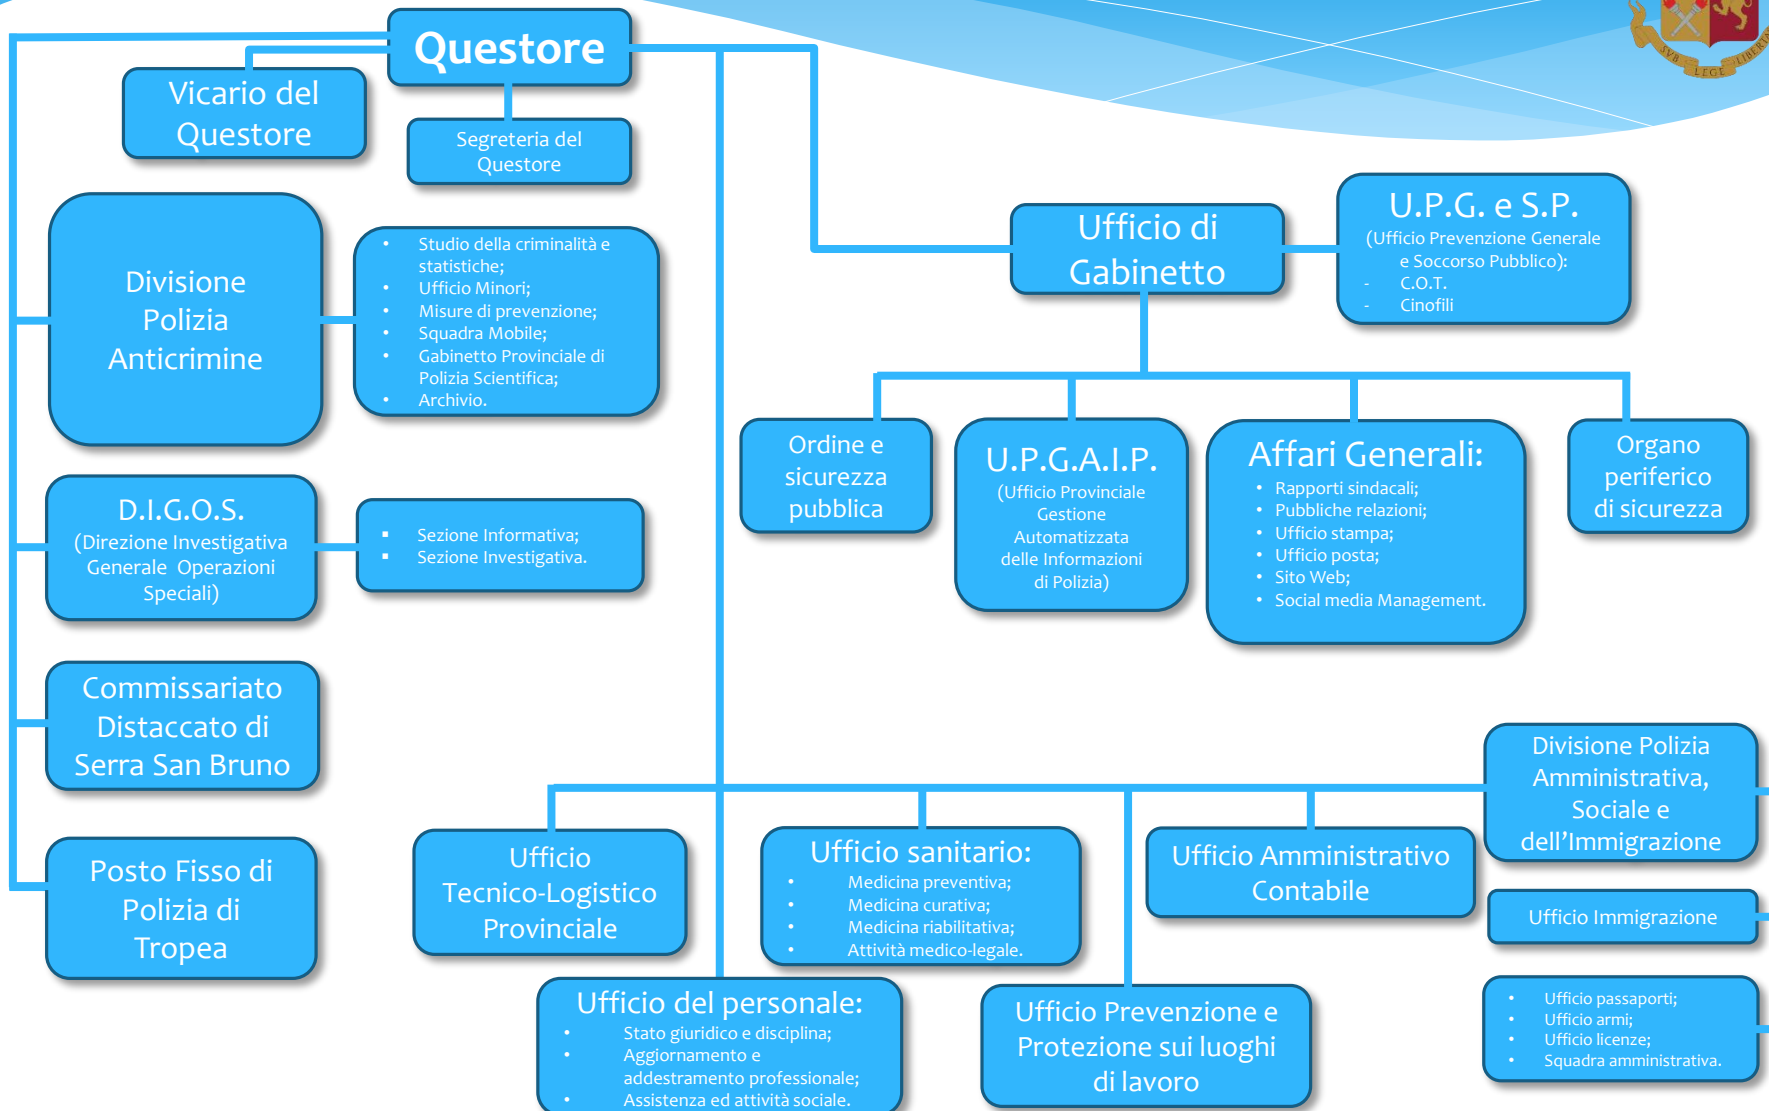 Questore
Vicario del
Questore
Segreteria del
Questore
SVB LEGE LIBERTAS
Divisione
Polizia
Anticrimine
• Studio della criminalità e
statistiche;
• Ufficio Minori;
• Misure di prevenzione;
• Squadra Mobile;
• Gabinetto Provinciale di
Polizia Scientifica;
• Archivio.
D.I.G.O.S.
(Direzione Investigativa
Generale Operazioni
Speciali)
▪ Sezione Informativa;
▪ Sezione Investigativa.
Commissariato
Distaccato di
Serra San Bruno
Posto Fisso di
Polizia di
Tropea
Ufficio di
Gabinetto
U.P.G. e S.P.
(Ufficio Prevenzione Generale
e Soccorso Pubblico):
- C.O.T.
- Cinofili
Ordine e
sicurezza
pubblica
U.P.G.A.I.P.
(Ufficio Provinciale
Gestione
Automatizzata
delle Informazioni
di Polizia)
Affari Generali:
• Rapporti sindacali;
• Pubbliche relazioni;
• Ufficio stampa;
• Ufficio posta;
• Sito Web;
• Social media Management.
Organo
periferico
di sicurezza
Ufficio
Tecnico-Logistico
Provinciale
Ufficio sanitario:
• Medicina preventiva;
• Medicina curativa;
• Medicina riabilitativa;
• Attività medico-legale.
Ufficio Amministrativo
Contabile
Divisione Polizia
Amministrativa,
Sociale e
dell’Immigrazione
Ufficio Immigrazione
• Ufficio passaporti;
• Ufficio armi;
• Ufficio licenze;
• Squadra amministrativa.
Ufficio del personale:
• Stato giuridico e disciplina;
• Aggiornamento e
addestramento professionale;
• Assistenza ed attività sociale.
Ufficio Prevenzione e
Protezione sui luoghi
di lavoro